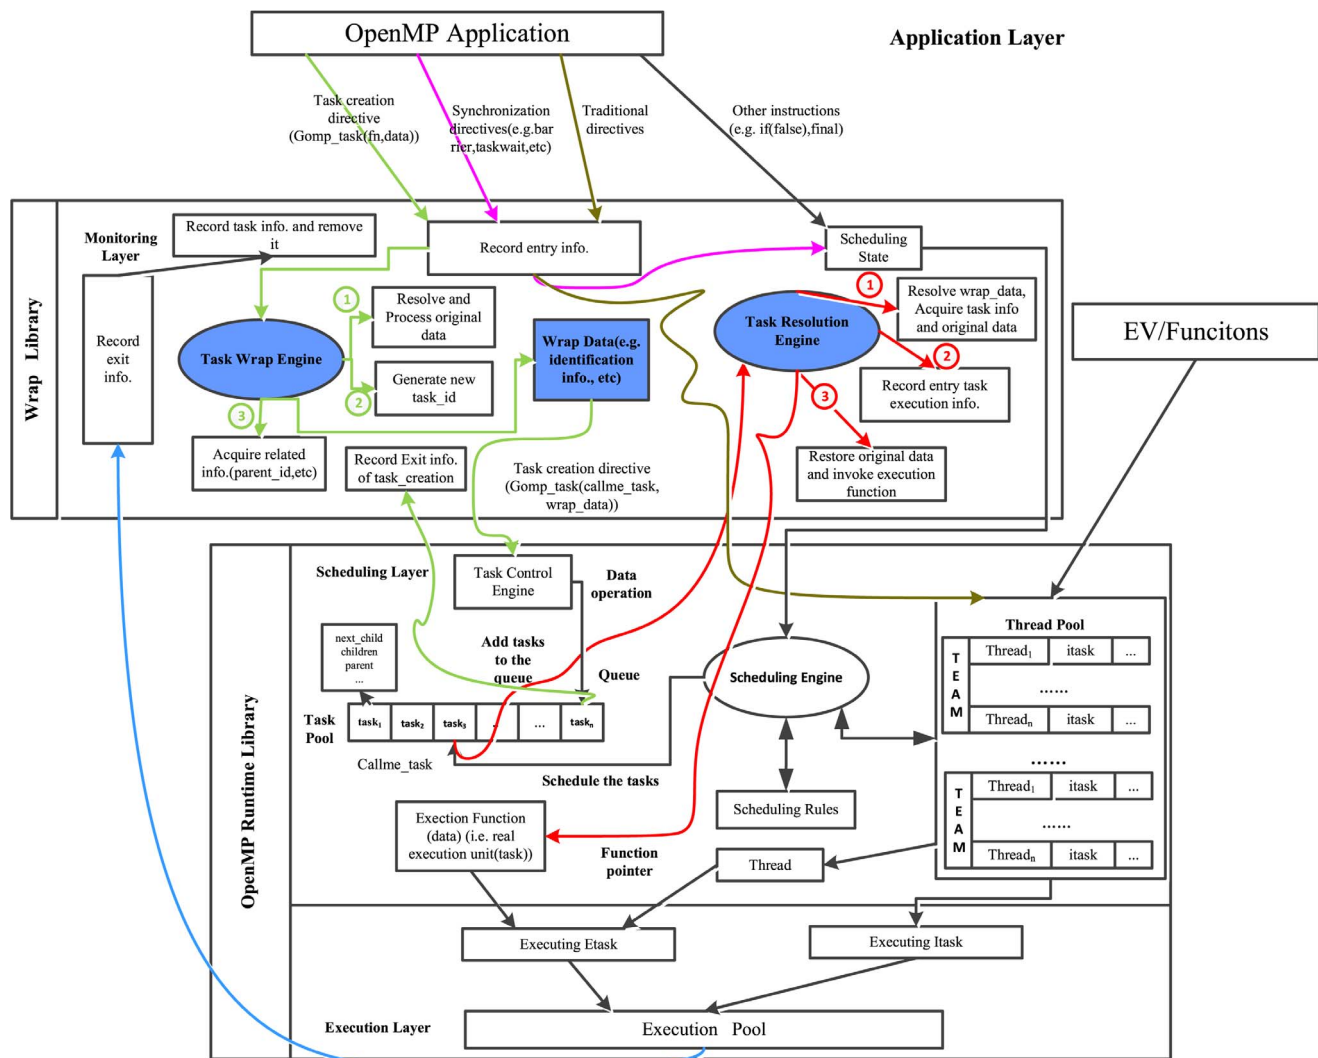 OpenMP Application
Application Layer
Task creation
directive
(Gomp_task(fn,data))
Synchronization
directives(e.g.bar
rier,taskwait,etc)
Traditional
directives
Other instructions
(e.g. if(false),final)
Wrap Library
Monitoring
Layer
Record task info. and remove
it
Record entry info.
Scheduling
State
Record
exit
info.
Task Wrap Engine
1
Resolve and
Process original
data
2
Generate new
task_id
3
Acquire related
info.(parent_id,etc)
Record Exit info.
of task_creation
Wrap Data(e.g.
identification
info., etc)
Task creation directive
(Gomp_task(callme_task,
wrap_data))
Task Resolution
Engine
1
Resolve wrap_data,
Acquire task info
and original data
2
Record entry task
execution info.
3
Restore original data
and invoke execution
function
EV/Funcitons
OpenMP Runtime Library
Scheduling Layer
Task Control
Engine
Data
operation
next_child
children
parent
...
Add tasks
to the
queue
Queue
Task
Pool
task1
task2
task3
..
...
taskn
Callme_task
Schedule the tasks
Scheduling Engine
Scheduling Rules
Exection Function
(data) (i.e. real
execution unit(task))
Function
pointer
Thread
Thread Pool
TEAM
Thread1 itask ...
......
Threadn itask ...
......
TEAM
Thread1 itask ...
......
Threadn itask ...
Executing Etask
Executing Itask
Execution Layer
Execution Pool